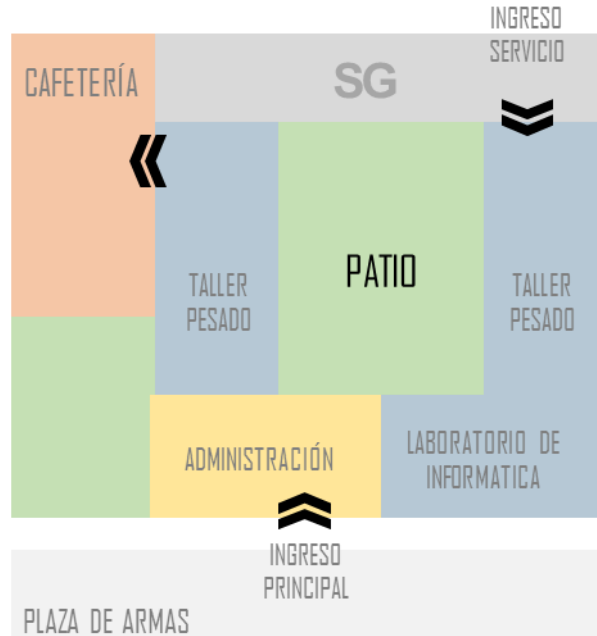 INGRESO
SERVICIO
CAFETERÍA
SG
PATIO
TALLER
PESADO
TALLER
PESADO
ADMINISTRACIÓN
LABORATORIO DE
INFORMATICA
INGRESO
PRINCIPAL
PLAZA DE ARMAS